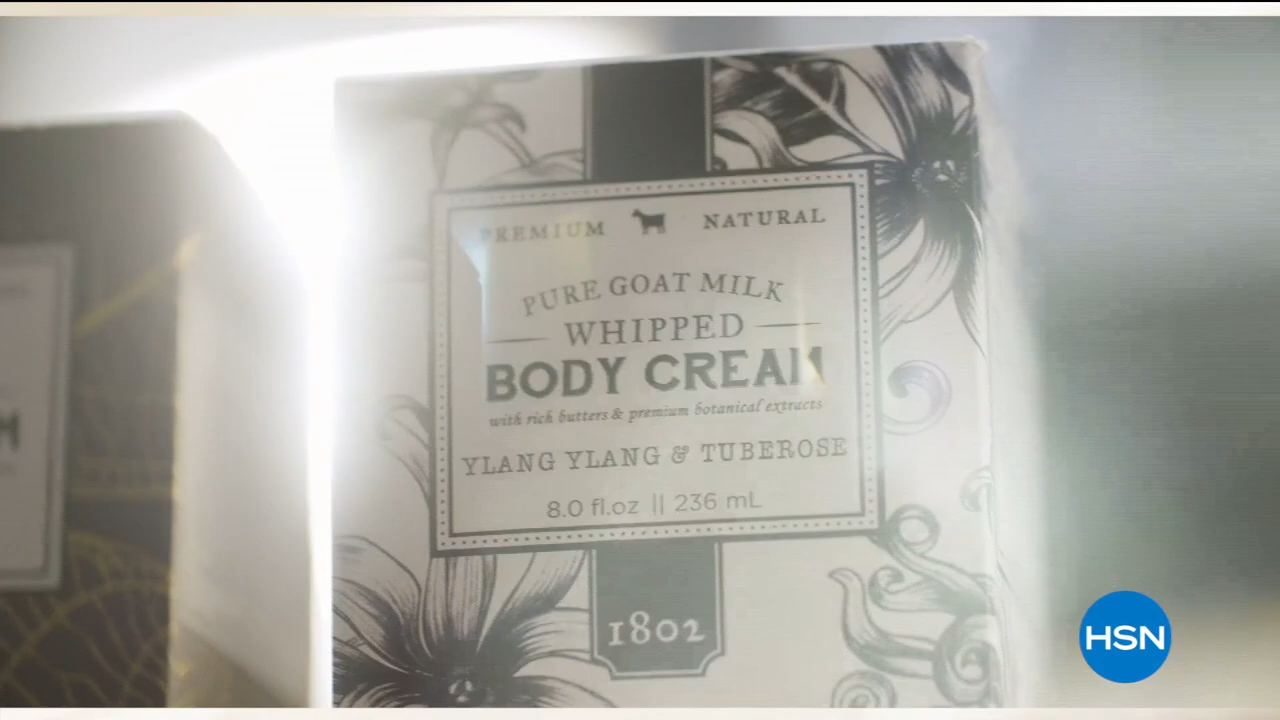 PREMIUM NATURAL
PURE GOAT MILK
WHIPPED
BODY CREAM
with rich butters & premium botanical extracts
YLANG YLANG & TUBEROSE
8.0 fl.oz || 236 mL
1802
HSN